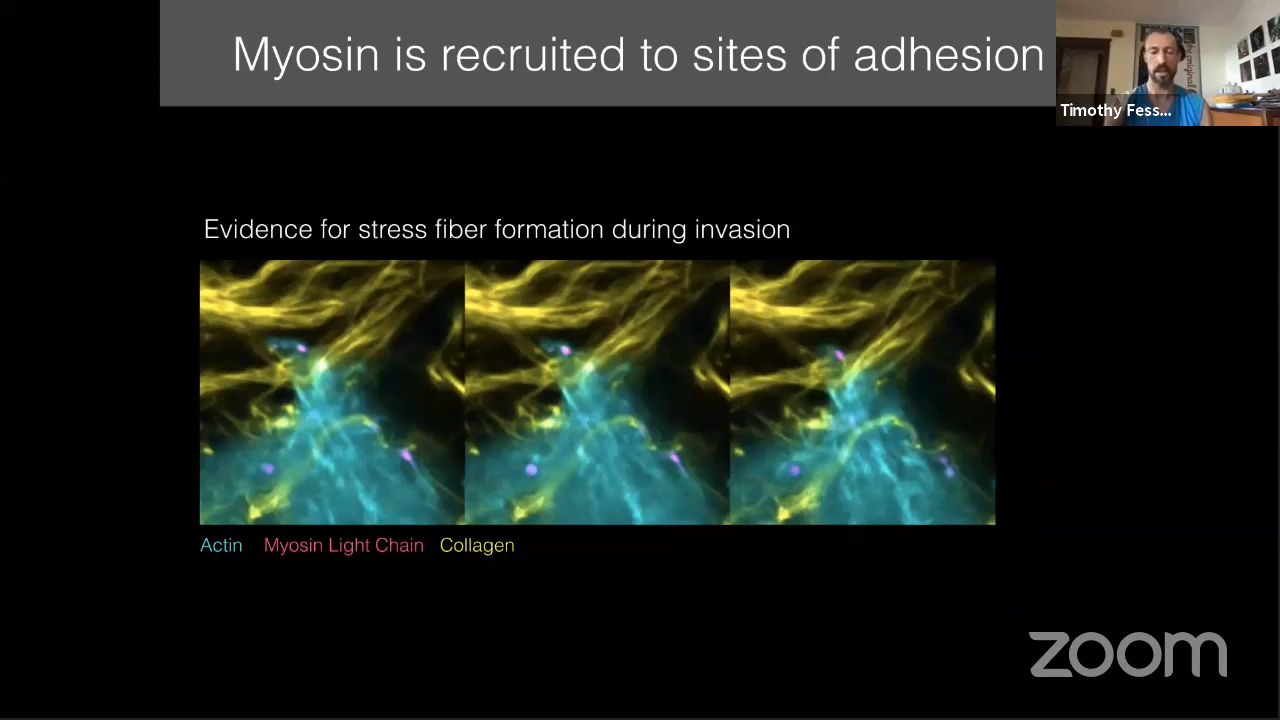 Myosin is recruited to sites of adhesion
Timothy Fess...
Evidence for stress fiber formation during invasion
Actin Myosin Light Chain Collagen
zoom